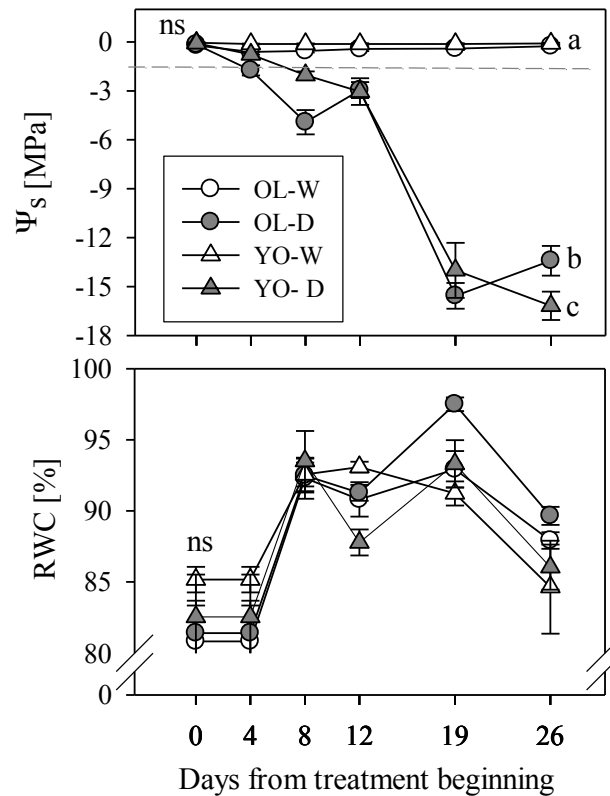 ns
0
a
-3
-6
-12
-15
-18
Ψs [MPa]
OL-W
OL-D
YO-W
YO- D
b
c
100
95
90
85
80
0
RWC [%]
ns
0 4 8 12 19 26
Days from treatment beginning